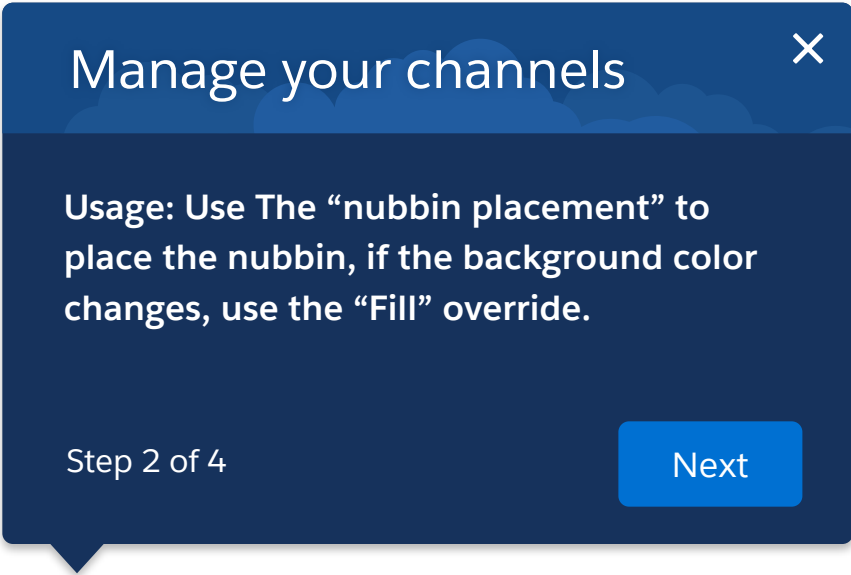 Manage your channels
Usage: Use The “nubbin placement” to
place the nubbin, if the background color
changes, use the “Fill” override.
Step 2 of 4
Next